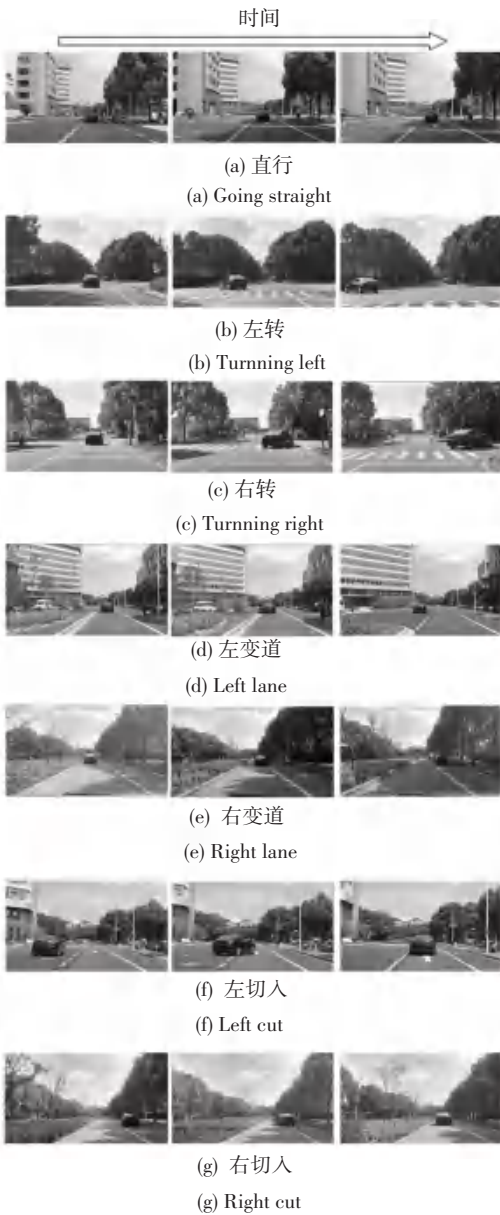 时间
(a) 直行
(a) Going straight
(b) 左转
(b) Turnning left
(c) 右转
(c) Turnning right
(d) 左变道
(d) Left lane
(e) 右变道
(e) Right lane
(f) 左切入
(f) Left cut
(g) 右切入
(g) Right cut